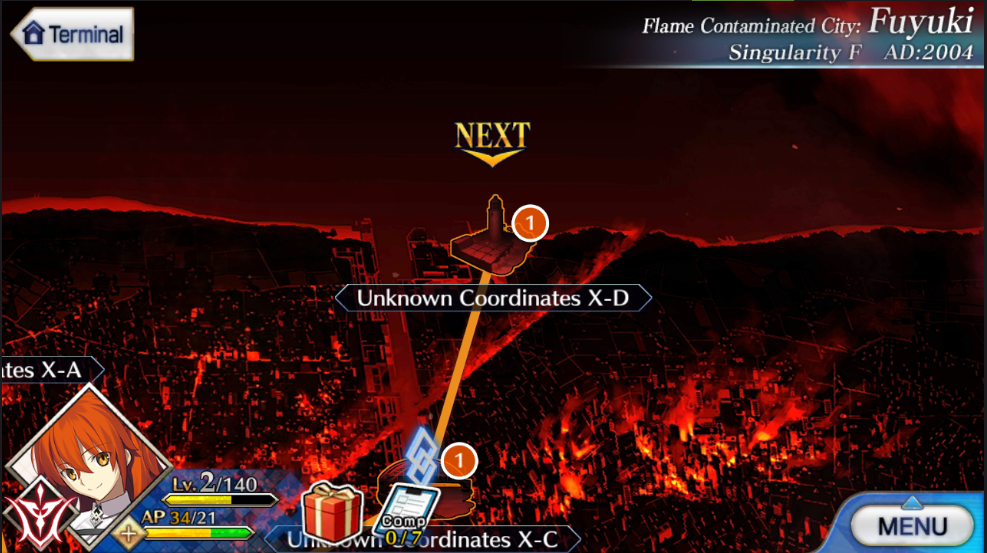 Terminal
Flame Contaminated City: Fuyuki
Singularity F AD:2004
NEXT
1
Unknown Coordinates X-D
tes X-A
1
Lv. 2/140
AP 34/21
Comp
0/7
Unknown Coordinates X-C
MENU